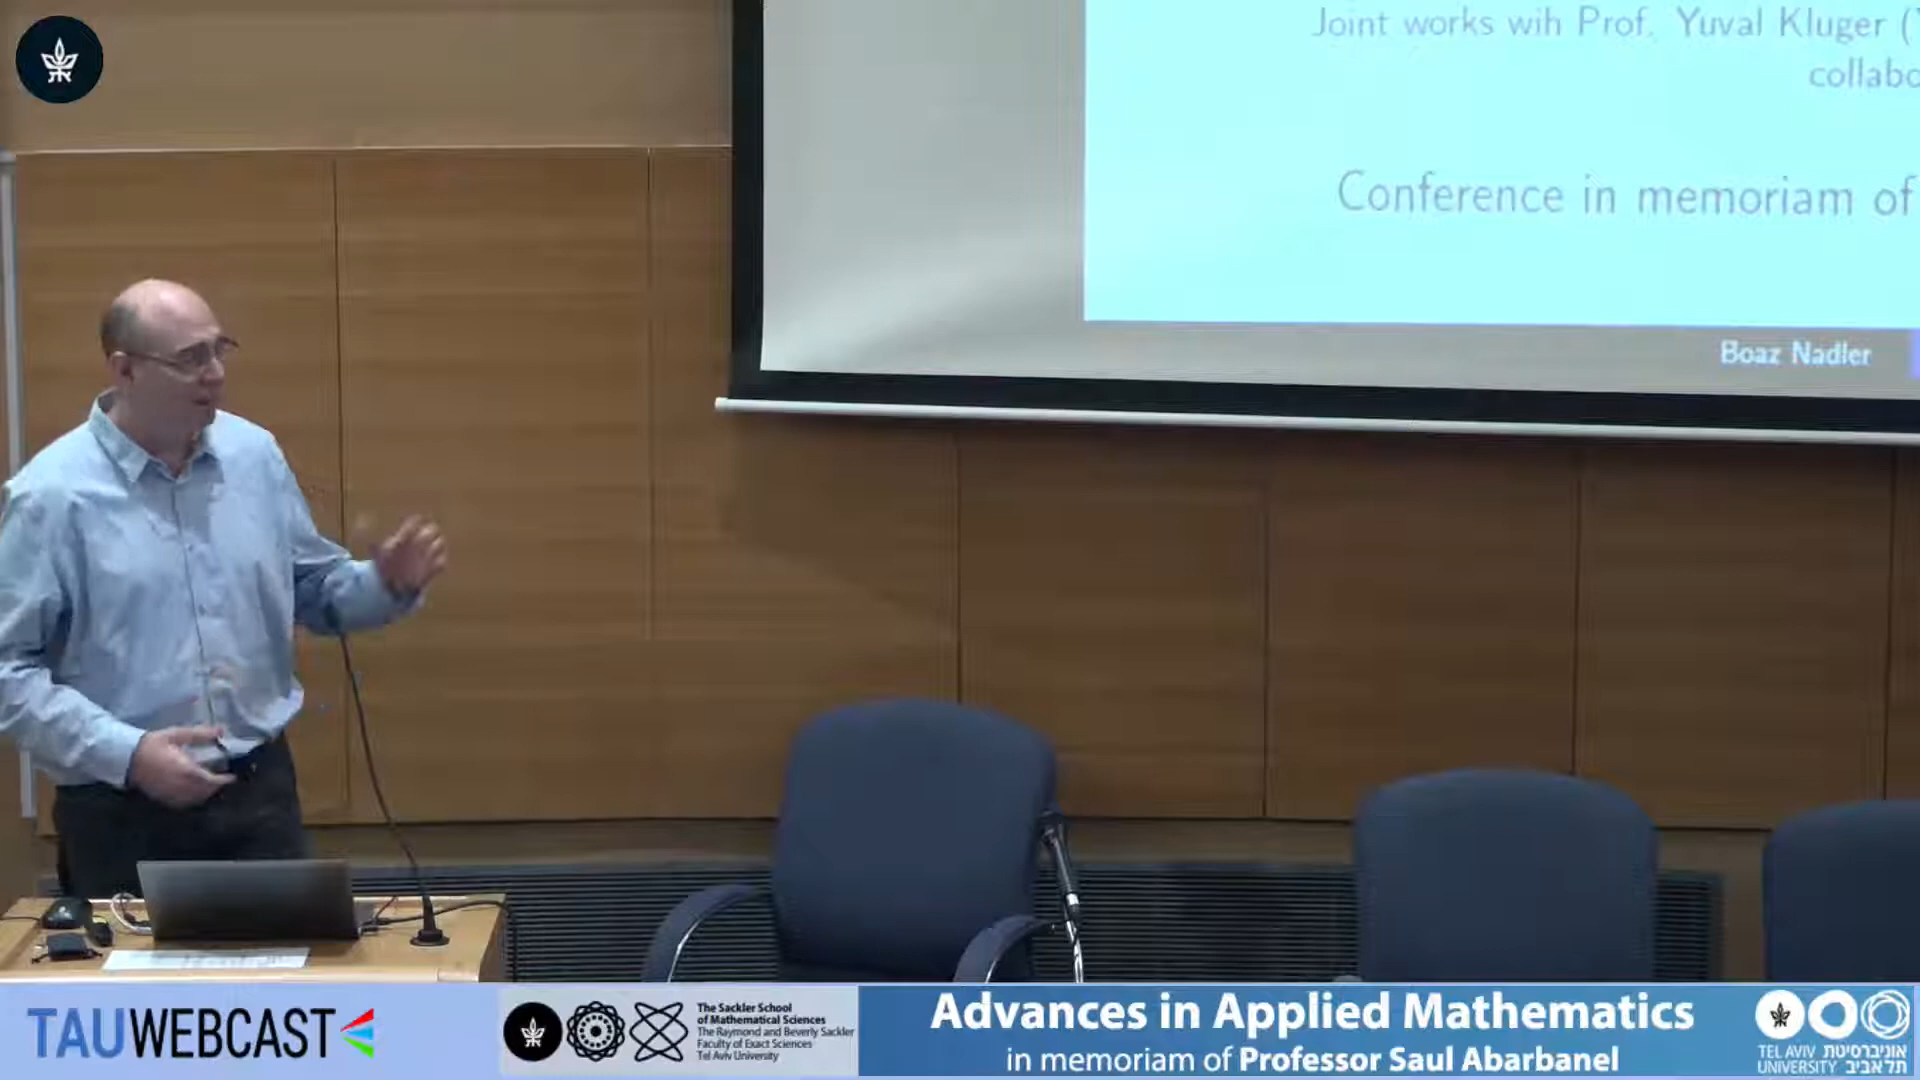 Joint works wih Prof. Yuval Kluger (
collabo
Conference in memoriam of
Boaz Nadler
TAUWEBCAST
The Sackler School
of Mathematical Sciences
The Raymond and Beverly Sackler
Faculty of Exact Sciences
Tel Aviv University
Advances in Applied Mathematics
in memoriam of Professor Saul Abarbanel
TEL AVIV אוניברסיטת
UNIVERSITY תל אביב